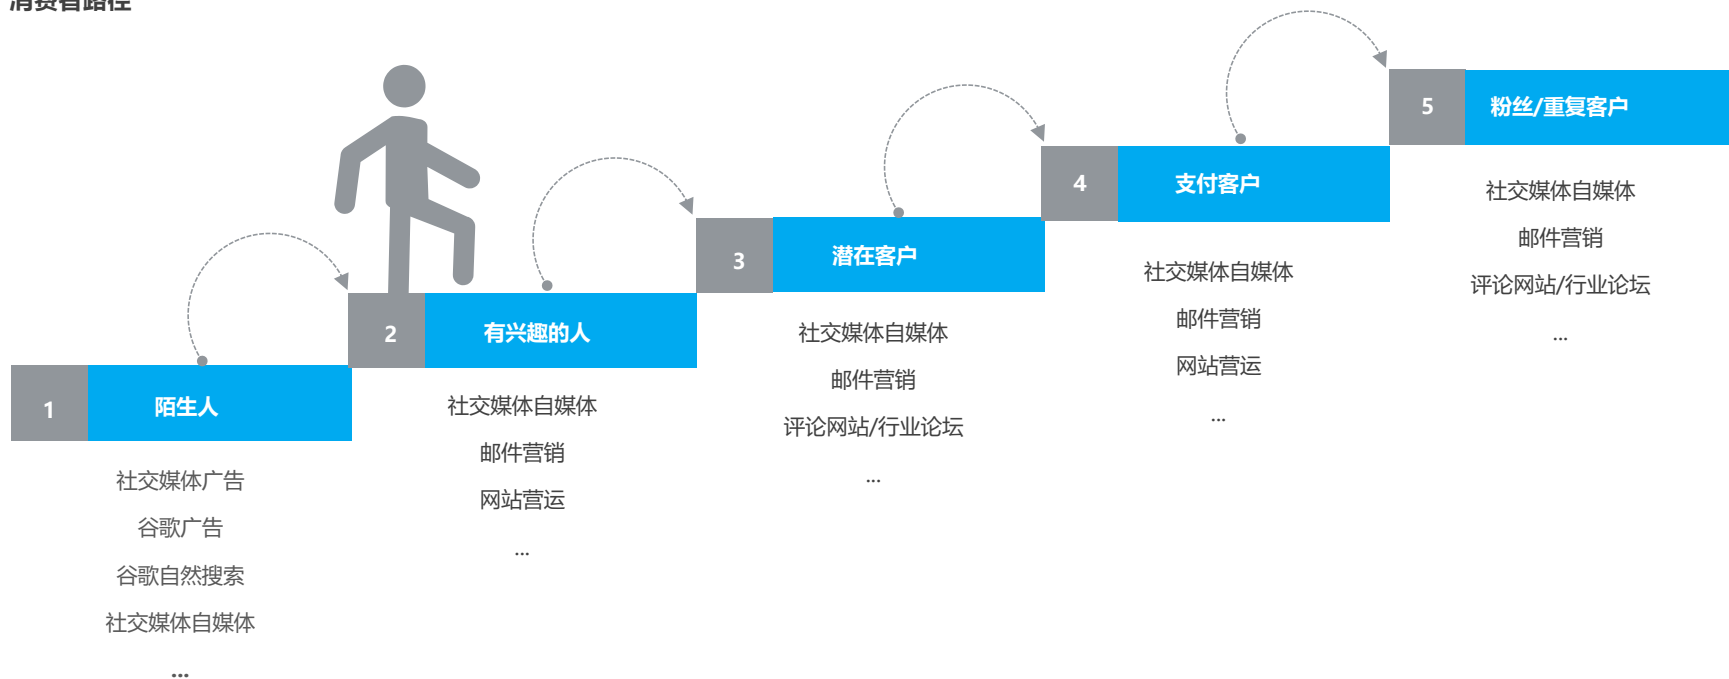 消费者路径
1
陌生人
社交媒体广告
谷歌广告
谷歌自然搜索
社交媒体自媒体
...
2
有兴趣的人
社交媒体自媒体
邮件营销
网站营运
...
3
潜在客户
社交媒体自媒体
邮件营销
评论网站/行业论坛
...
4
支付客户
社交媒体自媒体
邮件营销
网站营运
...
5
粉丝/重复客户
社交媒体自媒体
邮件营销
评论网站/行业论坛
...